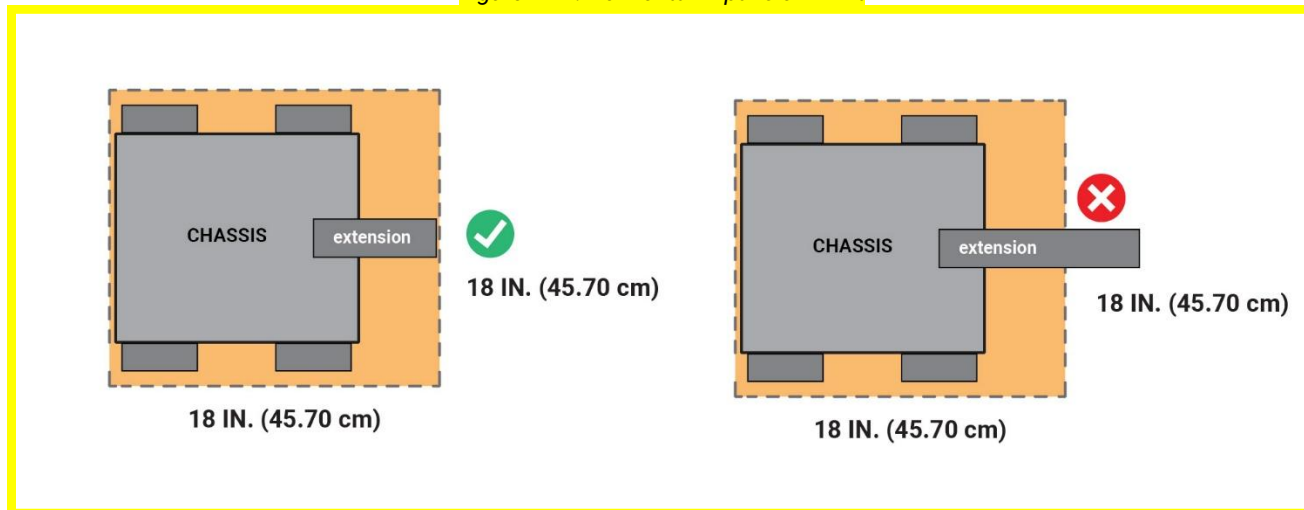 CHASSIS
extension
18 IN. (45.70 cm)
18 IN. (45.70 cm)
CHASSIS
extension
18 IN. (45.70 cm)
18 IN. (45.70 cm)